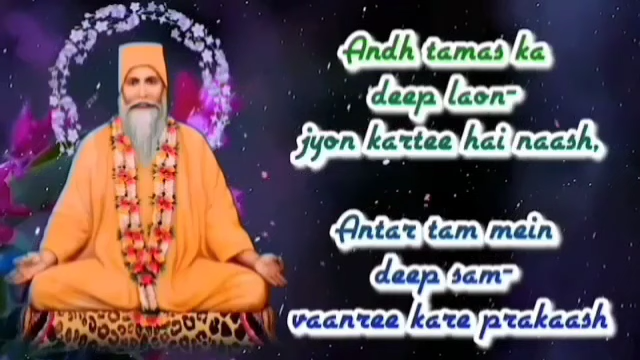 Andh tamas ka
deep laon-
jyon kartee hai naash,
Antar tam mein
deep sam-
vaanree kare prakaash